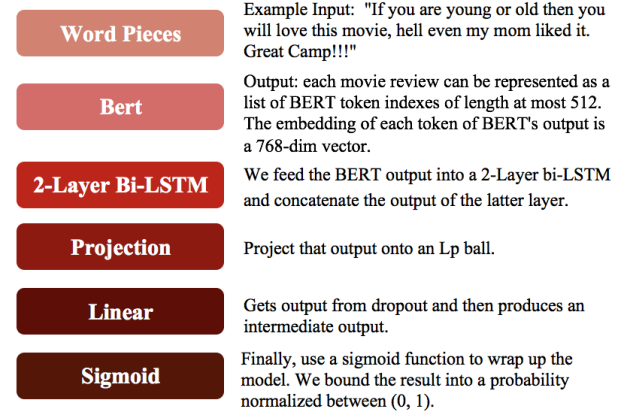 Word Pieces
Example Input: "If you are young or old then you
will love this movie, hell even my mom liked it.
Great Camp!!!"
Bert
Output: each movie review can be represented as a
list of BERT token indexes of length at most 512.
The embedding of each token of BERT's output is
a 768-dim vector.
2-Layer Bi-LSTM
We feed the BERT output into a 2-Layer bi-LSTM
and concatenate the output of the latter layer.
Projection
Project that output onto an Lp ball.
Linear
Gets output from dropout and then produces an
intermediate output.
Sigmoid
Finally, use a sigmoid function to wrap up the
model. We bound the result into a probability
normalized between (0, 1).